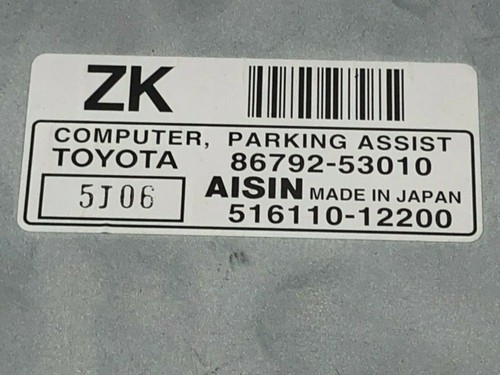 ZK
COMPUTER, PARKING ASSIST
TOYOTA 86792-53010
5J06 AISIN MADE IN JAPAN
516110-12200